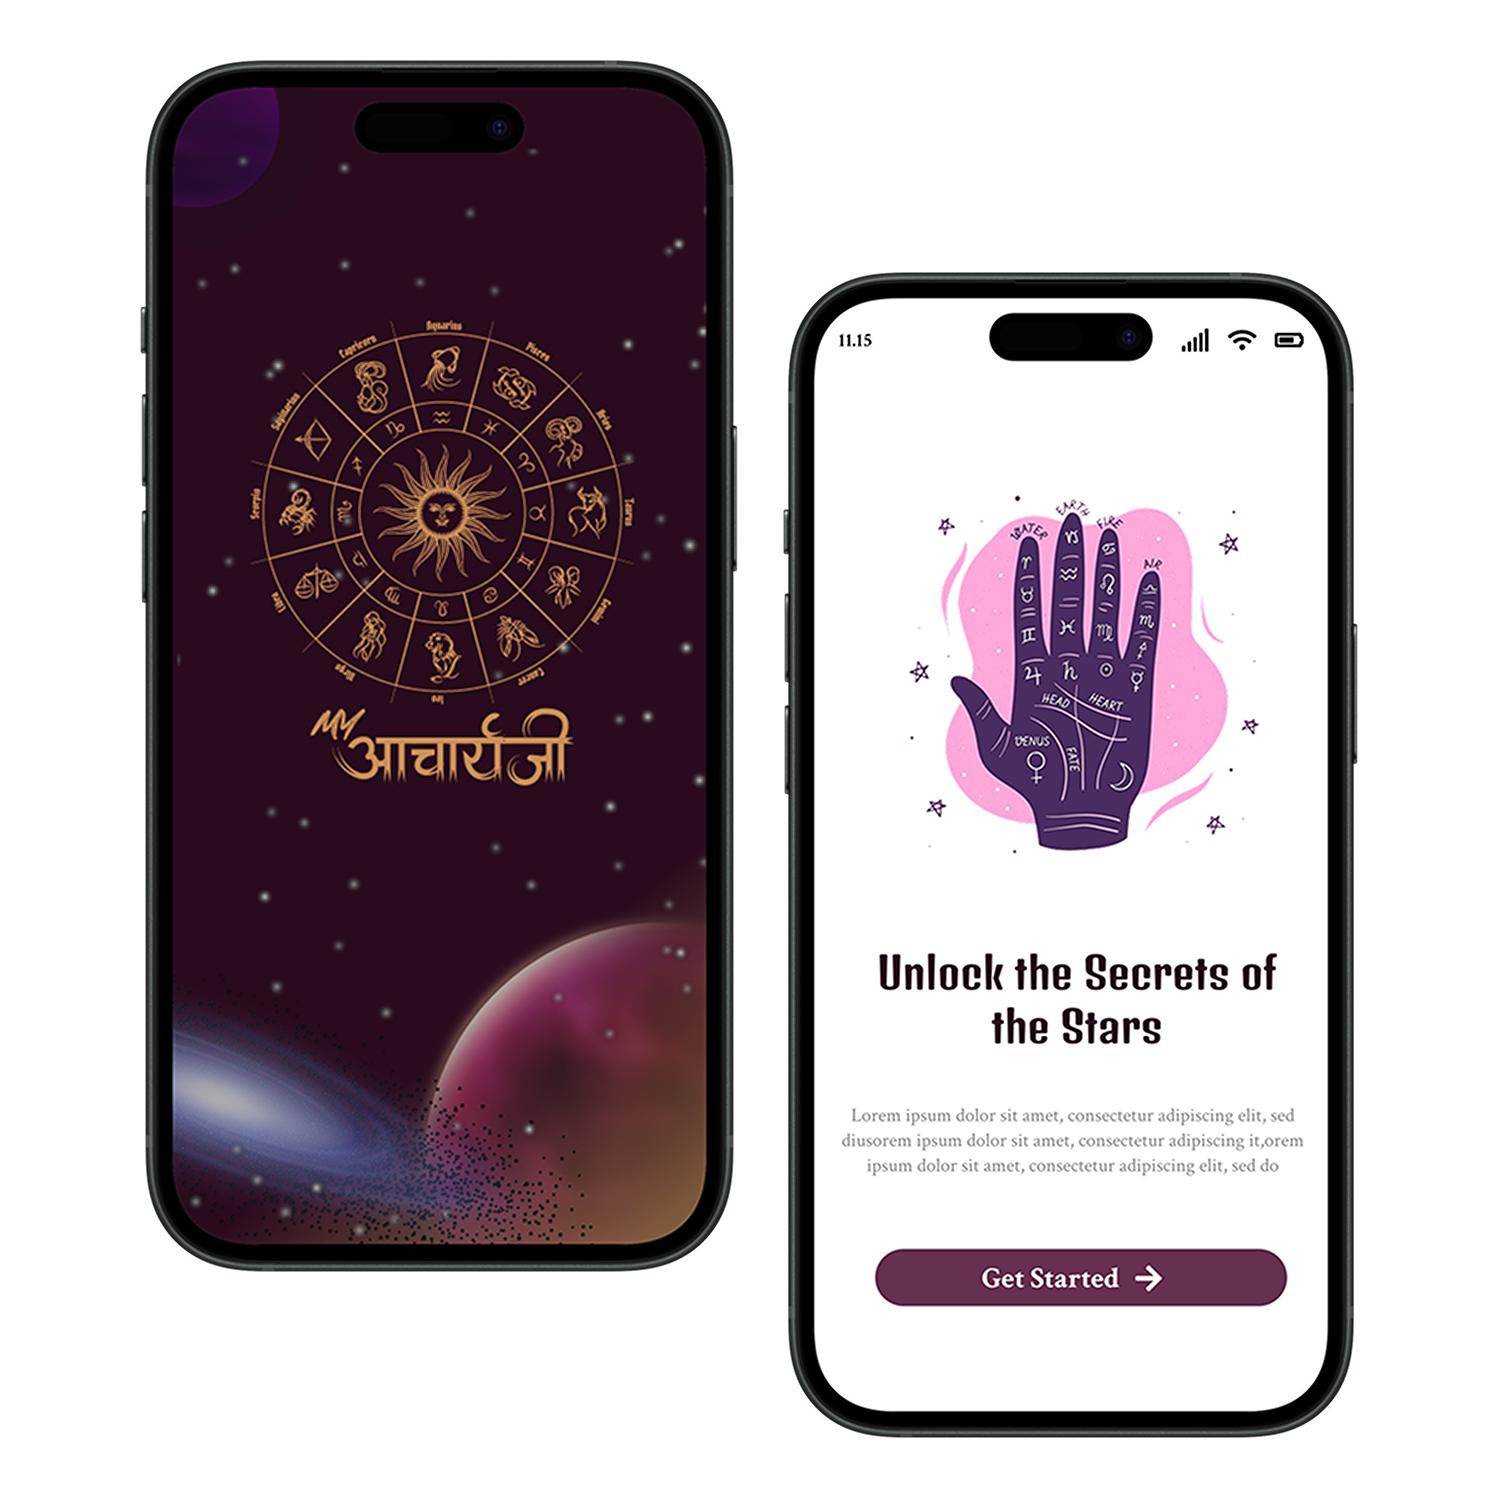 Aquarius
Pisces
Aries
Taurus
Gemini
Cancer
leo
Virgo
Libra
Scorpio
Sagittarius
Capricorn
MY
आचार्यजी
11.15
WATER
EARTH
FIRE
AIR
HEAD
HEART
VENUS
FATE
Unlock the Secrets of
the Stars
Lorem ipsum dolor sit amet, consectetur adipiscing elit, sed
diusorem ipsum dolor sit amet, consectetur adipiscing it,orem
ipsum dolor sit amet, consectetur adipiscing elit, sed do
Get Started